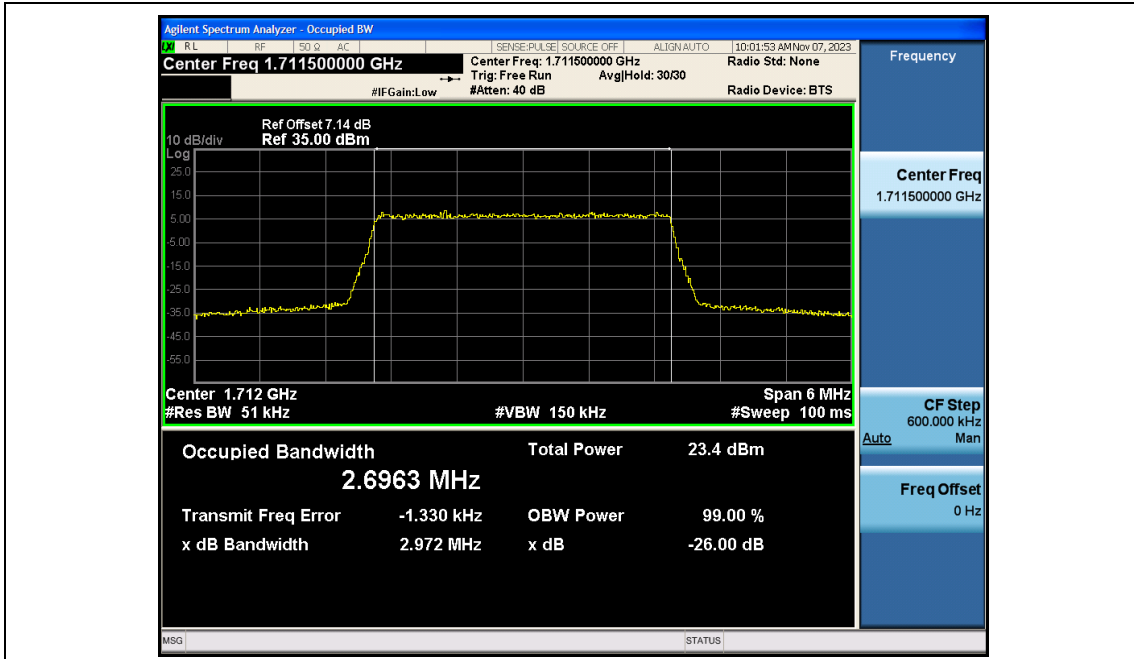 Agilent Spectrum Analyzer - Occupied BW
LXI RL RF 50 Ω AC SENSE:PULSE SOURCE OFF ALIGN AUTO 10:01:53 AM Nov 07, 2023
Center Freq 1.711500000 GHz
Center Freq: 1.711500000 GHz Radio Std: None
Trig: Free Run Avg|Hold: 30/30
#IFGain:Low #Atten: 40 dB Radio Device: BTS
Ref Offset 7.14 dB
10 dB/div Ref 35.00 dBm
Log
25.0
15.0
5.00
-5.00
-15.0
-25.0
-35.0
-45.0
-55.0
Center 1.712 GHz Span 6 MHz
#Res BW 51 kHz #VBW 150 kHz #Sweep 100 ms
Occupied Bandwidth Total Power 23.4 dBm
2.6963 MHz
Transmit Freq Error -1.330 kHz OBW Power 99.00 %
x dB Bandwidth 2.972 MHz x dB -26.00 dB
Frequency
Center Freq
1.711500000 GHz
CF Step
600.000 kHz
Auto Man
Freq Offset
0 Hz
MSG STATUS